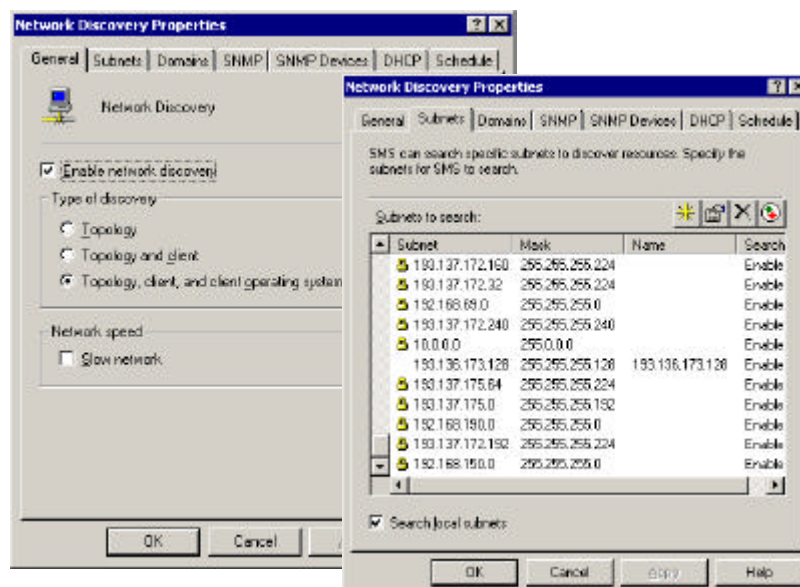 Network Discovery Properties
General Subnets Domains SNMP SNMP Devices DHCP Schedule
Network Discovery
Enable network discovery
Type of discovery
Topology
Topology and client
Topology, client, and client operating system
Network speed
Slow network
OK Cancel
Network Discovery Properties
General Subnets Domains SNMP SNMP Devices DHCP Schedule
SMS can search specific subnets to discover resources. Specify the
subnets for SMS to search.
Subnets to search:
Subnet Mask Name Search
193.137.172.160 255.255.255.224 Enable
193.137.172.32 255.255.255.224 Enable
192.168.69.0 255.255.255.0 Enable
193.137.172.240 255.255.255.240 Enable
10.0.0.0 255.0.0.0 Enable
193.136.173.128 255.255.255.128 193.136.173.128 Enable
193.137.175.64 255.255.255.224 Enable
193.137.175.0 255.255.255.192 Enable
192.168.190.0 255.255.255.0 Enable
193.137.172.192 255.255.255.224 Enable
192.168.150.0 255.255.255.0 Enable
Search local subnets
OK Cancel Apply Help